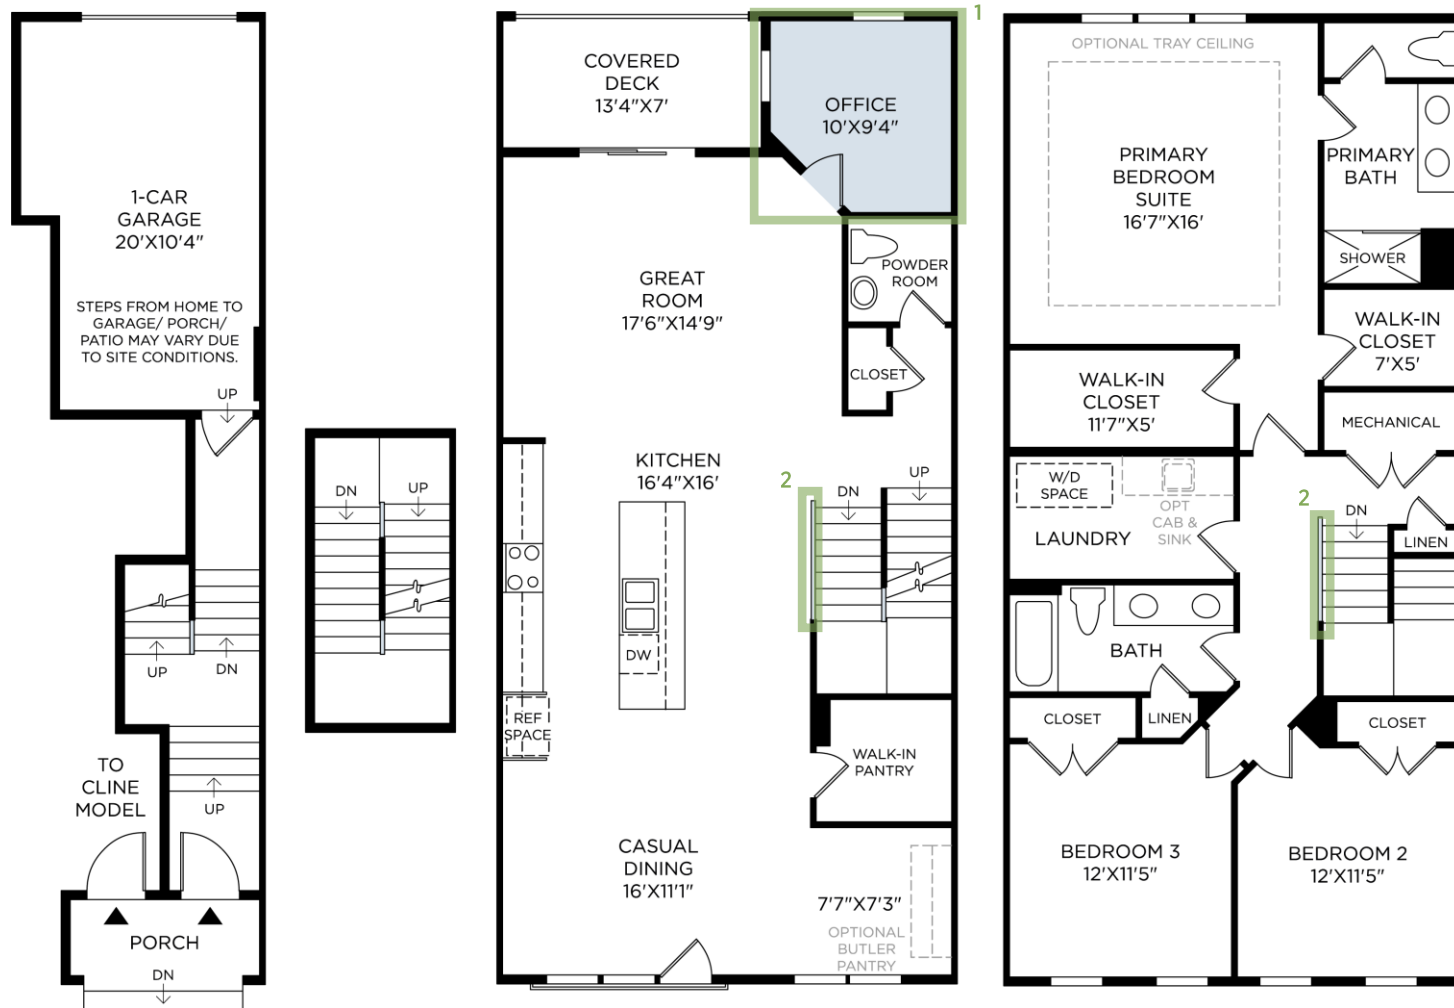 1-CAR
GARAGE
20'X10'4"
STEPS FROM HOME TO
GARAGE/ PORCH/
PATIO MAY VARY DUE
TO SITE CONDITIONS.
UP
UP
DN
UP
TO
CLINE
MODEL
PORCH
DN
DN
UP
1
COVERED
DECK
13'4"X7'
OFFICE
10'X9'4"
GREAT
ROOM
17'6"X14'9"
POWDER
ROOM
CLOSET
KITCHEN
16'4"X16'
2
DN
UP
DW
REF
SPACE
WALK-IN
PANTRY
CASUAL
DINING
16'X11'1"
7'7"X7'3"
OPTIONAL
BUTLER
PANTRY
OPTIONAL TRAY CEILING
PRIMARY
BEDROOM
SUITE
16'7"X16'
PRIMARY
BATH
SHOWER
WALK-IN
CLOSET
7'X5'
WALK-IN
CLOSET
11'7"X5'
MECHANICAL
W/D
SPACE
OPT
CAB &
SINK
LAUNDRY
2
DN
LINEN
BATH
CLOSET
LINEN
CLOSET
BEDROOM 3
12'X11'5"
BEDROOM 2
12'X11'5"